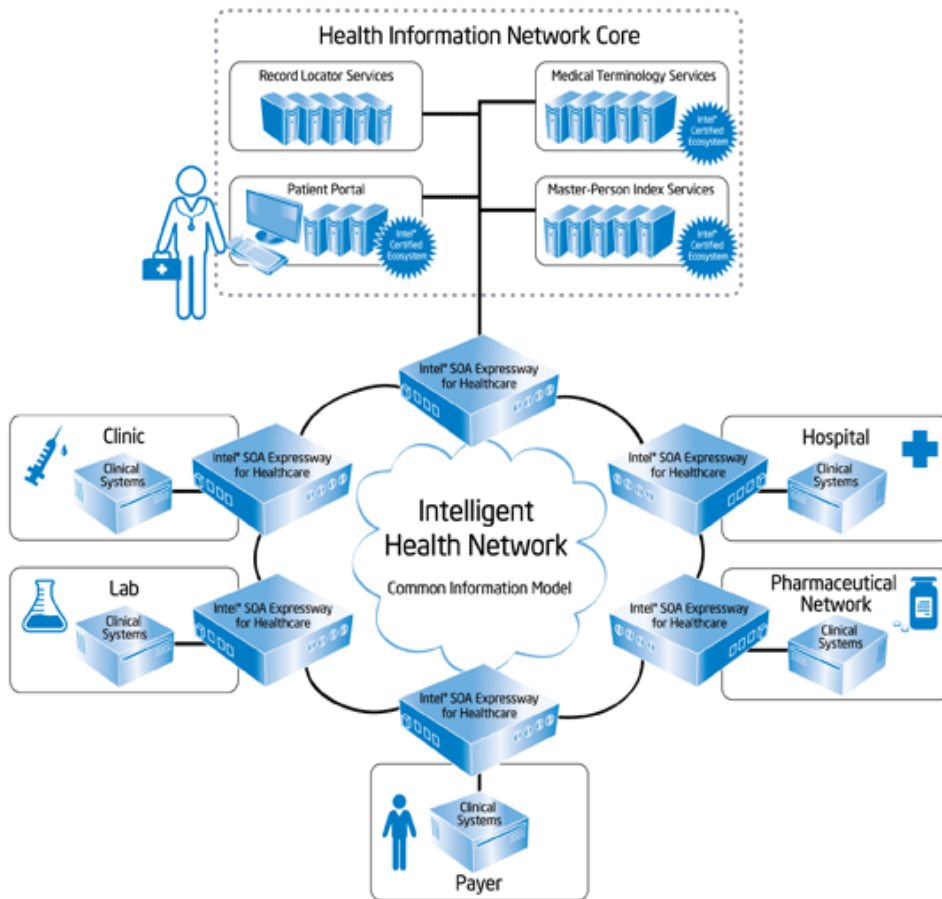 Health Information Network Core
Record Locator Services
Medical Terminology Services
Intel®
Certified
Ecosystem
Patient Portal
Intel®
Certified
Ecosystem
Master-Person Index Services
Intel®
Certified
Ecosystem
Intel® SOA Expressway
for Healthcare
Clinic
Clinical
Systems
Intel® SOA Expressway
for Healthcare
Intel® SOA Expressway
for Healthcare
Hospital
Clinical
Systems
Intelligent
Health Network
Common Information Model
Lab
Clinical
Systems
Intel® SOA Expressway
for Healthcare
Intel® SOA Expressway
for Healthcare
Pharmaceutical
Network
Clinical
Systems
Intel® SOA Expressway
for Healthcare
Clinical
Systems
Payer